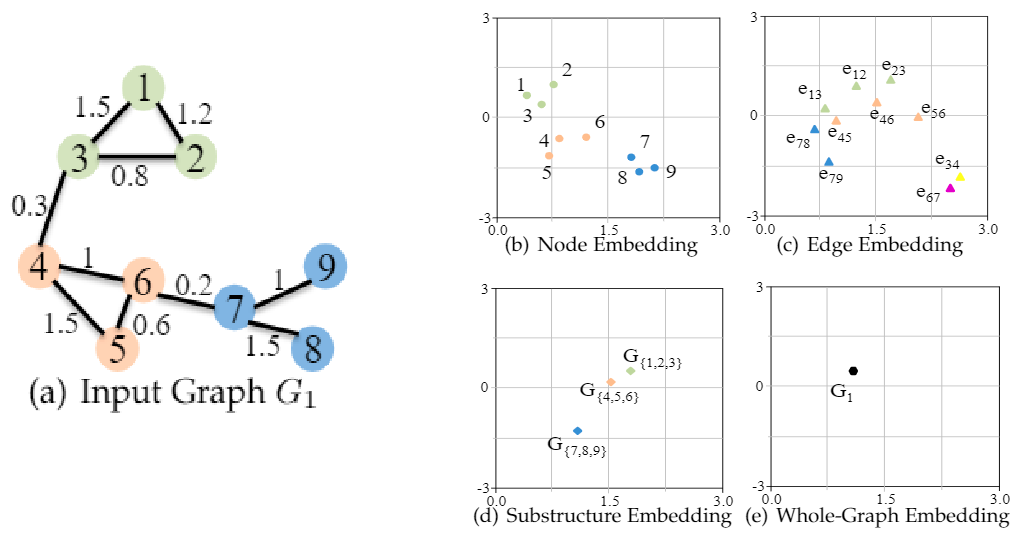 1
1.5
1.2
3
2
0.8
0.3
4
1
6
0.2
7
1
9
1.5
0.6
5
1.5
8
(a) Input Graph G1
3
0
-3
1
2
3
4
6
5
7
8
9
0.0 1.5 3.0
(b) Node Embedding
3
0
-3
e12 e23
e13
e46 e56
e78 e45
e79
e34
e67
0.0 1.5 3.0
(c) Edge Embedding
3
0
-3
G{1,2,3}
G{4,5,6}
G{7,8,9}
0.0 1.5 3.0
(d) Substructure Embedding
3
0
-3
G1
0.0 1.5 3.0
(e) Whole-Graph Embedding